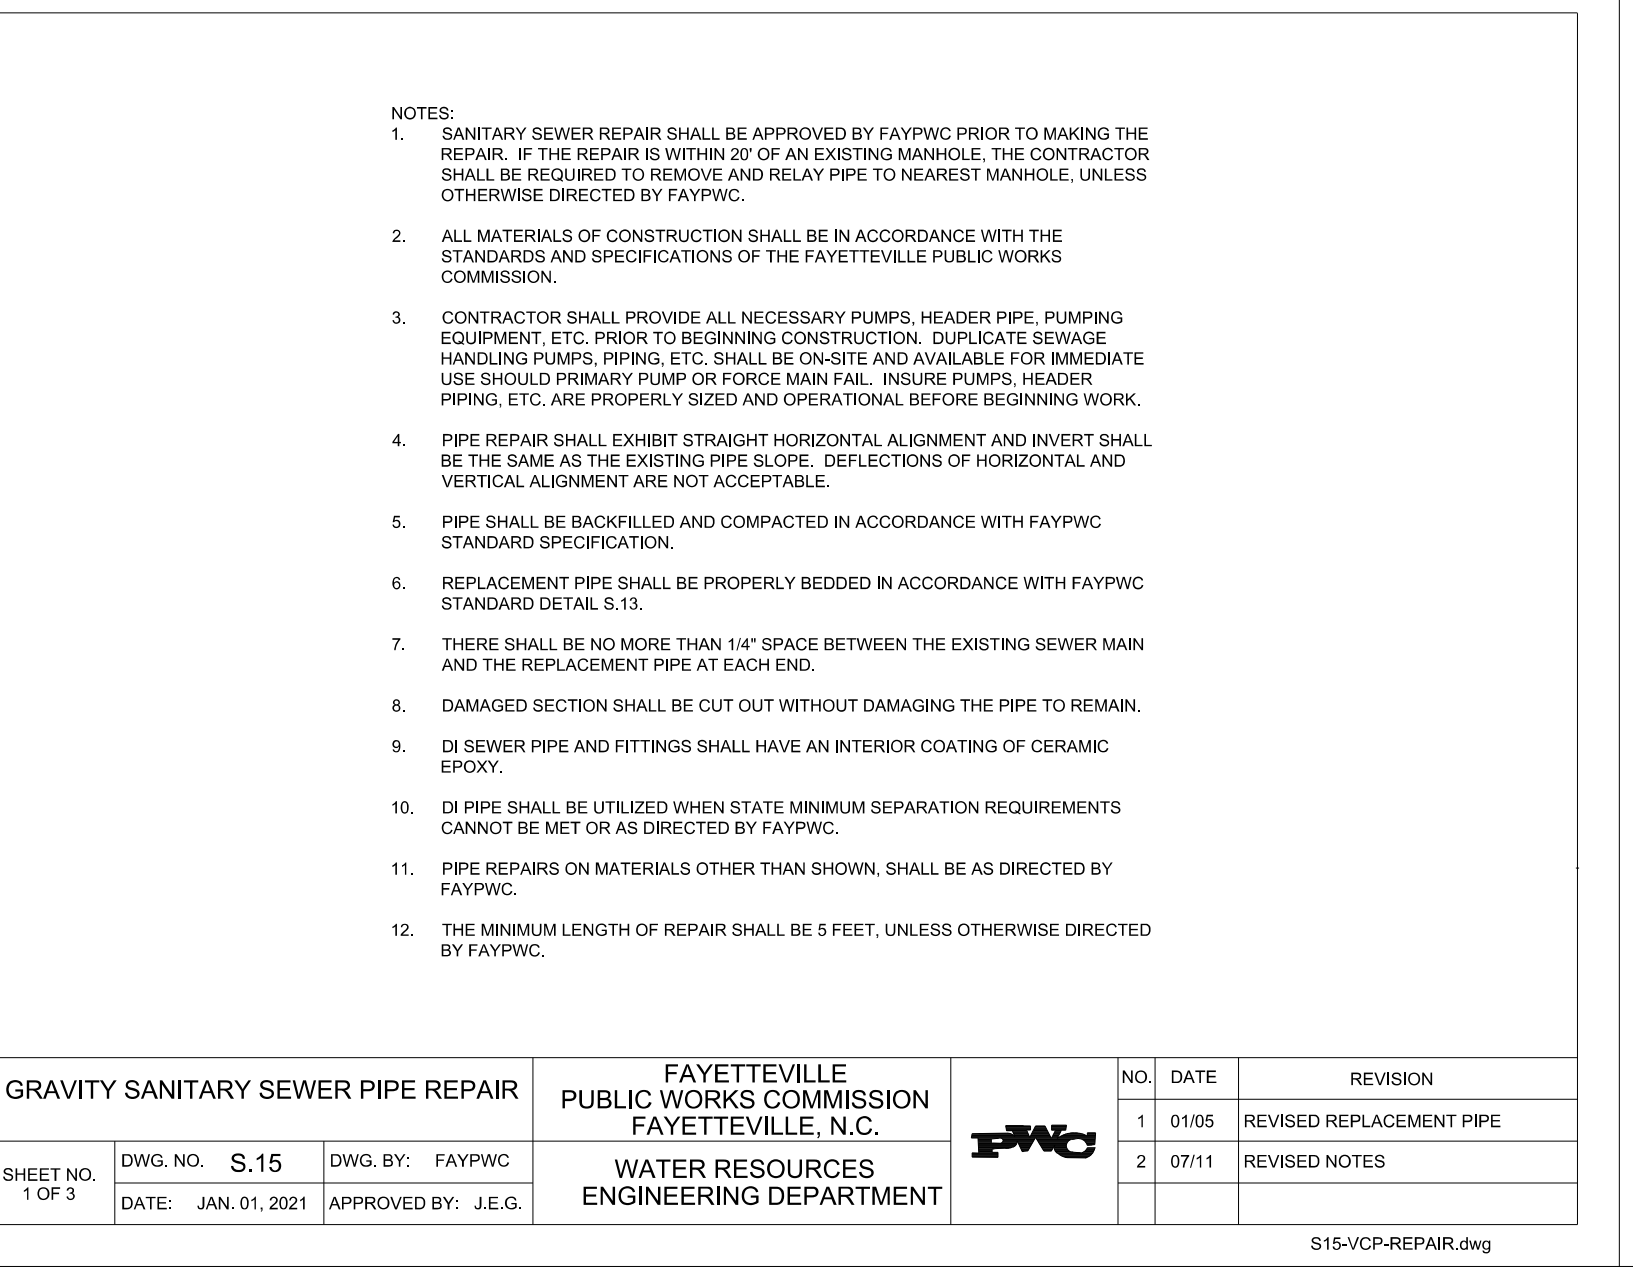 NOTES:
1. SANITARY SEWER REPAIR SHALL BE APPROVED BY FAYPWC PRIOR TO MAKING THE
REPAIR. IF THE REPAIR IS WITHIN 20' OF AN EXISTING MANHOLE, THE CONTRACTOR
SHALL BE REQUIRED TO REMOVE AND RELAY PIPE TO NEAREST MANHOLE, UNLESS
OTHERWISE DIRECTED BY FAYPWC.
2. ALL MATERIALS OF CONSTRUCTION SHALL BE IN ACCORDANCE WITH THE
STANDARDS AND SPECIFICATIONS OF THE FAYETTEVILLE PUBLIC WORKS
COMMISSION.
3. CONTRACTOR SHALL PROVIDE ALL NECESSARY PUMPS, HEADER PIPE, PUMPING
EQUIPMENT, ETC. PRIOR TO BEGINNING CONSTRUCTION. DUPLICATE SEWAGE
HANDLING PUMPS, PIPING, ETC. SHALL BE ON-SITE AND AVAILABLE FOR IMMEDIATE
USE SHOULD PRIMARY PUMP OR FORCE MAIN FAIL. INSURE PUMPS, HEADER
PIPING, ETC. ARE PROPERLY SIZED AND OPERATIONAL BEFORE BEGINNING WORK.
4. PIPE REPAIR SHALL EXHIBIT STRAIGHT HORIZONTAL ALIGNMENT AND INVERT SHALL
BE THE SAME AS THE EXISTING PIPE SLOPE. DEFLECTIONS OF HORIZONTAL AND
VERTICAL ALIGNMENT ARE NOT ACCEPTABLE.
5. PIPE SHALL BE BACKFILLED AND COMPACTED IN ACCORDANCE WITH FAYPWC
STANDARD SPECIFICATION.
6. REPLACEMENT PIPE SHALL BE PROPERLY BEDDED IN ACCORDANCE WITH FAYPWC
STANDARD DETAIL S.13.
7. THERE SHALL BE NO MORE THAN 1/4" SPACE BETWEEN THE EXISTING SEWER MAIN
AND THE REPLACEMENT PIPE AT EACH END.
8. DAMAGED SECTION SHALL BE CUT OUT WITHOUT DAMAGING THE PIPE TO REMAIN.
9. DI SEWER PIPE AND FITTINGS SHALL HAVE AN INTERIOR COATING OF CERAMIC
EPOXY.
10. DI PIPE SHALL BE UTILIZED WHEN STATE MINIMUM SEPARATION REQUIREMENTS
CANNOT BE MET OR AS DIRECTED BY FAYPWC.
11. PIPE REPAIRS ON MATERIALS OTHER THAN SHOWN, SHALL BE AS DIRECTED BY
FAYPWC.
12. THE MINIMUM LENGTH OF REPAIR SHALL BE 5 FEET, UNLESS OTHERWISE DIRECTED
BY FAYPWC.
GRAVITY SANITARY SEWER PIPE REPAIR
SHEET NO.
1 OF 3
DWG. NO. S.15
DWG. BY: FAYPWC
DATE: JAN. 01, 2021
APPROVED BY: J.E.G.
FAYETTEVILLE
PUBLIC WORKS COMMISSION
FAYETTEVILLE, N.C.
WATER RESOURCES
ENGINEERING DEPARTMENT
PWC
NO. DATE REVISION
1 01/05 REVISED REPLACEMENT PIPE
2 07/11 REVISED NOTES
S15-VCP-REPAIR.dwg